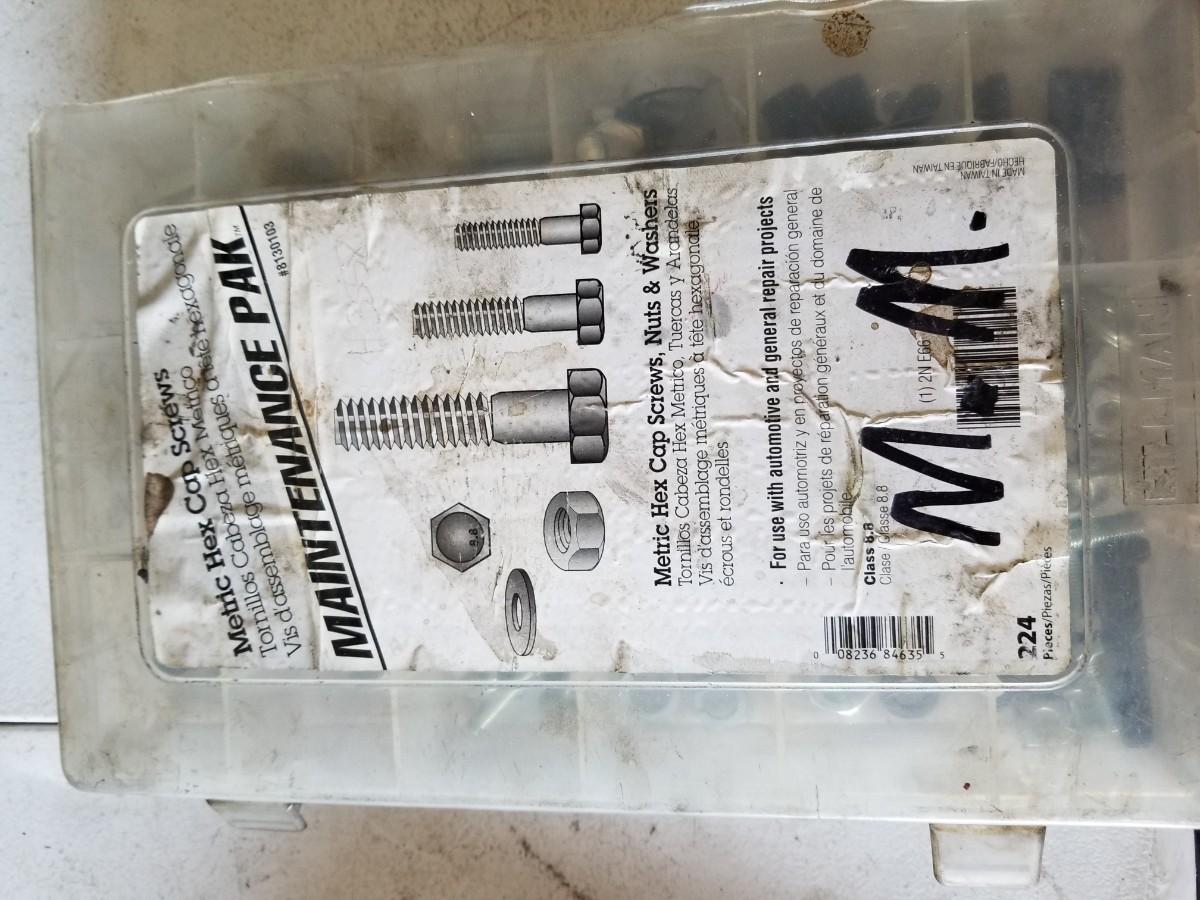 Metric Hex Cap Screws
Tornillos Cabeza Hex Metrico
Vis d'assemblage métriques à tête hexagonale
MAINTENANCE PAK™
#8130103
8.8
Metric Hex Cap Screws, Nuts & Washers
Tornillos Cabeza Hex Metrico, Tuercas y Arandelas
Vis d'assemblage métriques à tête hexagonale,
écrous et rondelles
· For use with automotive and general repair projects
– Para uso automotriz y en proyectos de reparación general
– Pour les projets de réparation généraux et du domaine de
l'automobile
Class 8.8
Clase / Classe 8.8
(1) 2N E66
M.M.
0 08236 84635 5
224
Pieces/Piezas/Pièces
MADE IN TAIWAN
HECHO/FABRIQUE EN TAIWAN